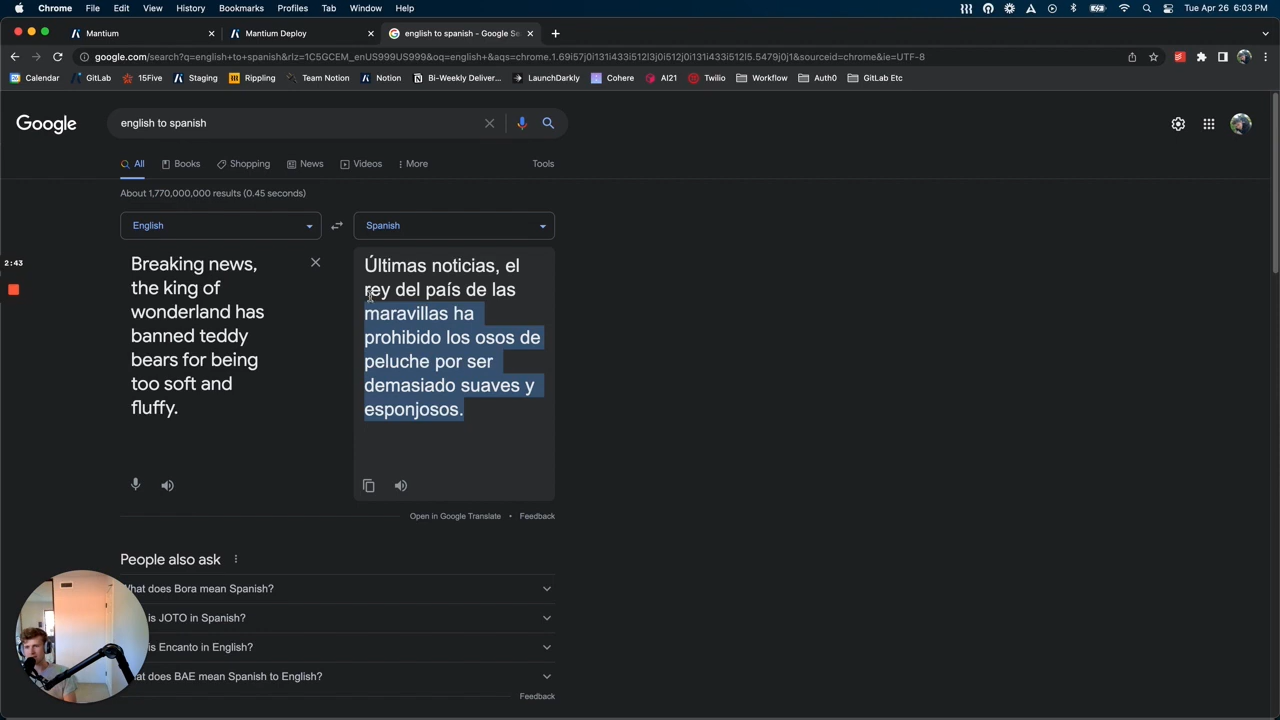 Chrome File Edit View History Bookmarks Profiles Tab Window Help Tue Apr 26 6:03 PM
Mantium Mantium Deploy english to spanish - Google Se
google.com/search?q=english+to+spanish&rlz=1C5GCEM_enUS999US999&oq=english+&aqs=chrome.1.69i57j0i131i433i512j3j0i512j0i131i433i512l5.5479j0j1&sourceid=chrome&ie=UTF-8
Calendar GitLab 15Five Staging Rippling Team Notion Notion Bi-Weekly Deliver... LaunchDarkly Cohere AI21 Twilio Workflow Auth0 GitLab Etc
Google
english to spanish
All Books Shopping News Videos More Tools
About 1,770,000,000 results (0.45 seconds)
English
Spanish
2:43
Breaking news,
the king of
wonderland has
banned teddy
bears for being
too soft and
fluffy.
Últimas noticias, el
rey del país de las
maravillas ha
prohibido los osos de
peluche por ser
demasiado suaves y
esponjosos.
Open in Google Translate • Feedback
People also ask
What does Bora mean Spanish?
is JOTO in Spanish?
is Encanto in English?
does BAE mean Spanish to English?
Feedback